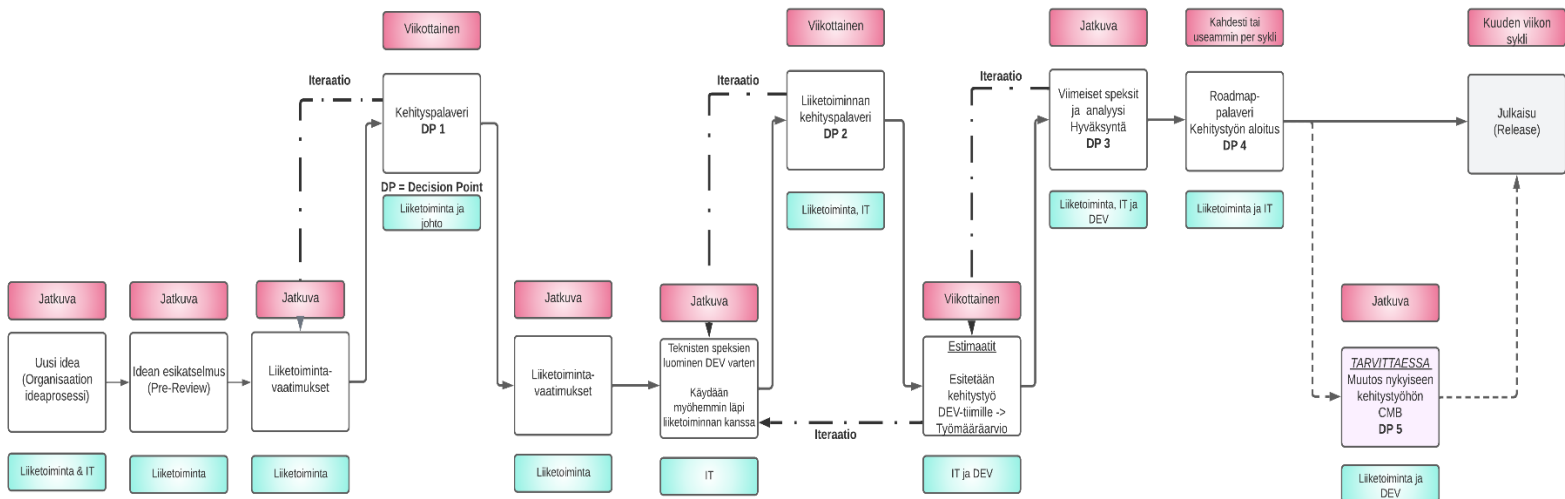 Viikottainen
Kehityspalaveri
DP 1
DP = Decision Point
Liiketoiminta ja
johto
Iteraatio
Jatkuva
Uusi idea
(Organisaation
ideaprosessi)
Liiketoiminta & IT
Jatkuva
Idean esikatselmus
(Pre-Review)
Liiketoiminta
Jatkuva
Liiketoiminta-
vaatimukset
Liiketoiminta
Jatkuva
Liiketoiminta-
vaatimukset
Liiketoiminta
Iteraatio
Jatkuva
Teknisten speksien
luominen DEV varten
Käydään
myöhemmin läpi
liiketoiminnan kanssa
IT
Viikottainen
Liiketoiminnan
kehityspalaveri
DP 2
Liiketoiminta, IT
Iteraatio
Viikottainen
Estimaatit
Esitetään
kehitystyö
DEV-tiimille ->
Työmääräarvio
IT ja DEV
Iteraatio
Jatkuva
Viimeiset speksit
ja analyysi
Hyväksyntä
DP 3
Liiketoiminta, IT ja
DEV
Kahdesti tai
useammin per sykli
Roadmap-
palaveri
Kehitystyön aloitus
DP 4
Liiketoiminta ja IT
Jatkuva
TARVITTAESSA
Muutos nykyiseen
kehitystyöhön
CMB
DP 5
Liiketoiminta ja
DEV
Kuuden viikon
sykli
Julkaisu
(Release)